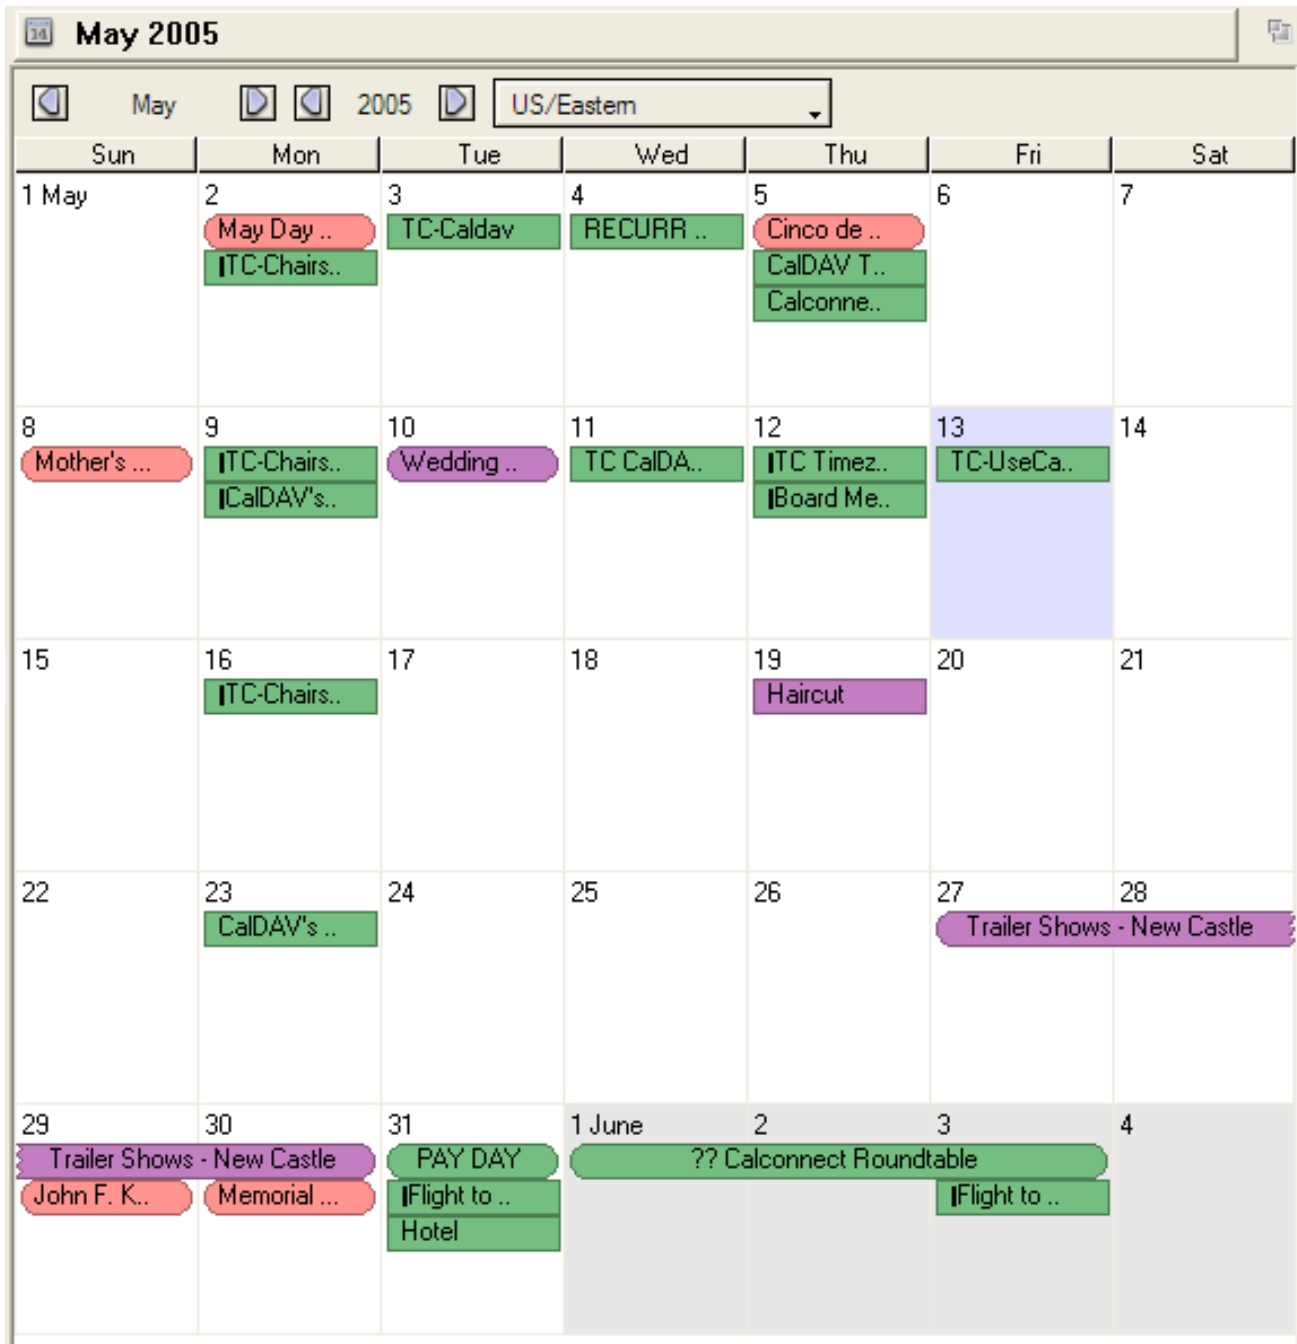 14 May 2005
May 2005 US/Eastern
Sun Mon Tue Wed Thu Fri Sat
1 May 2 3 4 5 6 7
May Day .. TC-Caldav RECURR .. Cinco de ..
TC-Chairs.. CalDAV T..
Calconne..
8 9 10 11 12 13 14
Mother's ... TC-Chairs.. Wedding .. TC CalDA.. TC Timez.. TC-UseCa..
CalDAV's.. Board Me..
15 16 17 18 19 20 21
TC-Chairs.. Haircut
22 23 24 25 26 27 28
CalDAV's .. Trailer Shows - New Castle
29 30 31 1 June 2 3 4
Trailer Shows - New Castle PAY DAY ?? Calconnect Roundtable
John F. K.. Memorial ... Flight to .. Flight to ..
Hotel